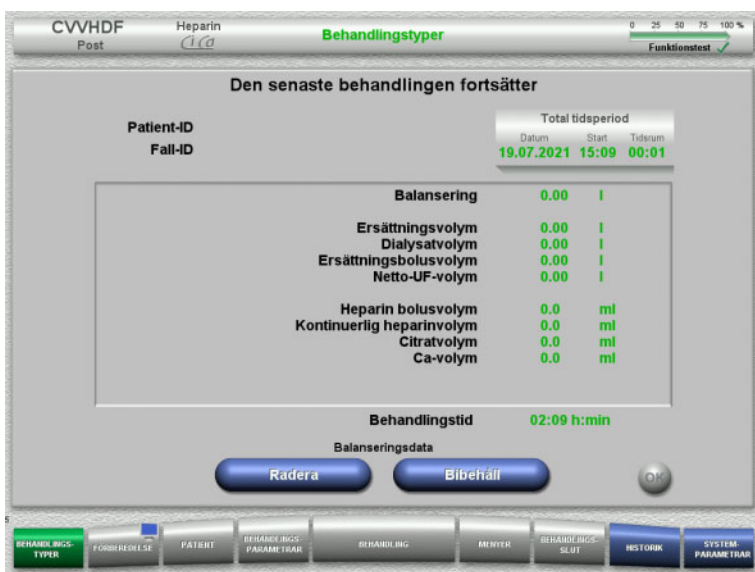 CVVHDF
Post
Heparin
Ci Ca
Behandlingstyper
0 25 50 75 100 %
Funktionstest
Den senaste behandlingen fortsätter
Patient-ID
Fall-ID
Total tidsperiod
Datum Start Tidsrum
19.07.2021 15:09 00:01
Balansering 0.00 l
Ersättningsvolym 0.00 l
Dialysatvolym 0.00 l
Ersättningsbolusvolym 0.00 l
Netto-UF-volym 0.00 l
Heparin bolusvolym 0.0 ml
Kontinuerlig heparinvolym 0.0 ml
Citratvolym 0.0 ml
Ca-volym 0.0 ml
Behandlingstid 02:09 h:min
Balanseringsdata
Radera Bibehåll OK
5
BEHANDLINGS-
TYPER
FÖRBEREDELSE
PATIENT
BEHANDLINGS-
PARAMETRAR
BEHANDLING
MENYER
BEHANDLINGS-
SLUT
HISTORIK
SYSTEM-
PARAMETRAR